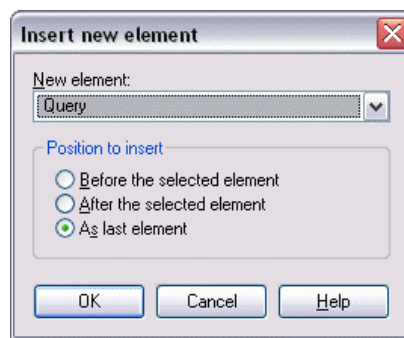 Insert new element
New element:
Query
Position to insert
Before the selected element
After the selected element
As last element
OK Cancel Help